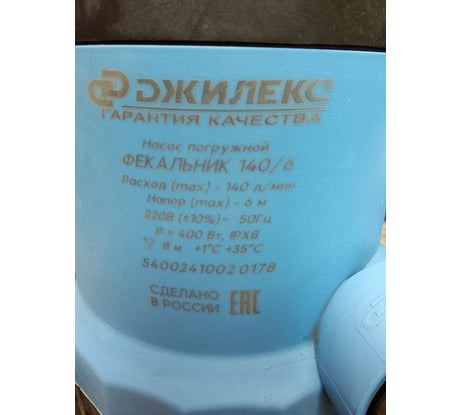 ДЖИЛЕКС
ГАРАНТИЯ КАЧЕСТВА
Насос погружной
ФЕКАЛЬНИК 140/6
Расход (max) - 140 л/мин
Напор (max) - 6 м
220В (±10%)~ 50Гц
P = 400 Вт, IPX8
▽ 8 м +1°C +35°C
5400241002 0178
СДЕЛАНО
В РОССИИ EAC